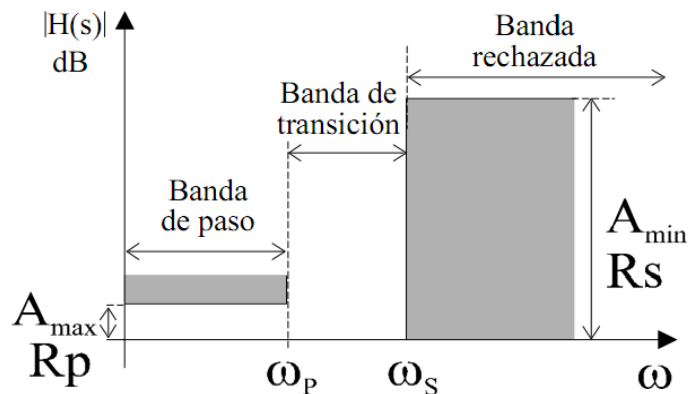 |H(s)|
dB
Banda
rechazada
Banda de
transición
Banda
de paso
A_max
Rp
A_min
Rs
ω_P
ω_S
ω